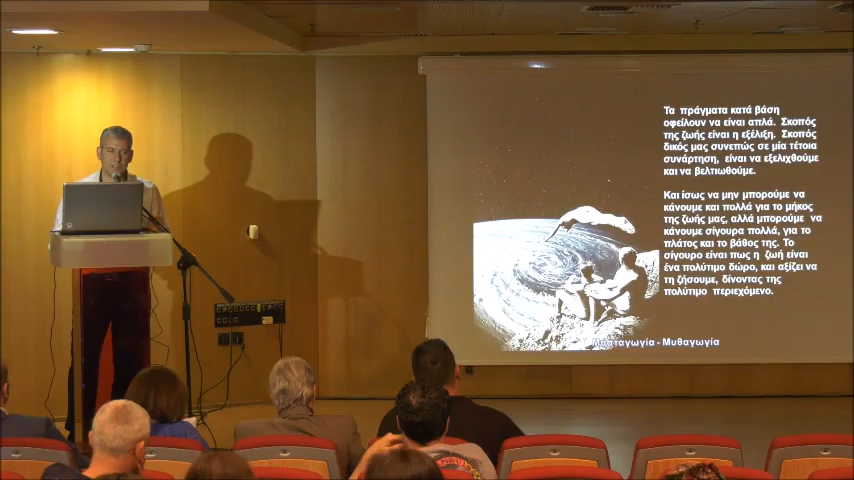 Τα πράγματα κατά βάση
οφείλουν να είναι απλά. Σκοπός
της ζωής είναι η εξέλιξη. Σκοπός
δικός μας συνεπώς σε μία τέτοια
συνάρτηση, είναι να εξελιχθούμε
και να βελτιωθούμε.
Και ίσως να μην μπορούμε να
κάνουμε και πολλά για το μήκος
της ζωής μας, αλλά μπορούμε να
κάνουμε σίγουρα πολλά, για το
πλάτος και το βάθος της. Το
σίγουρο είναι πως η ζωή είναι
ένα πολύτιμο δώρο, και αξίζει να
τη ζήσουμε, δίνοντας της
πολύτιμο περιεχόμενο.
Μυσταγωγία - Μυθαγωγία